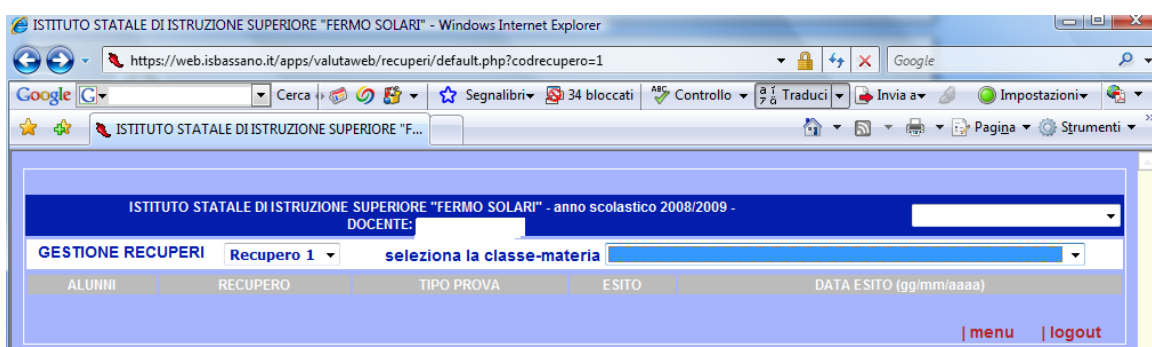 ISTITUTO STATALE DI ISTRUZIONE SUPERIORE "FERMO SOLARI" - Windows Internet Explorer
https://web.isbassano.it/apps/valutaweb/recuperi/default.php?codrecupero=1
Google
Google G Cerca Segnalibri 34 bloccati ABC Controllo Traduci Invia a Impostazioni
ISTITUTO STATALE DI ISTRUZIONE SUPERIORE "F... Pagina Strumenti
ISTITUTO STATALE DI ISTRUZIONE SUPERIORE "FERMO SOLARI" - anno scolastico 2008/2009 -
DOCENTE:
GESTIONE RECUPERI Recupero 1 seleziona la classe-materia
ALUNNI RECUPERO TIPO PROVA ESITO DATA ESITO (gg/mm/aaaa)
| menu | logout